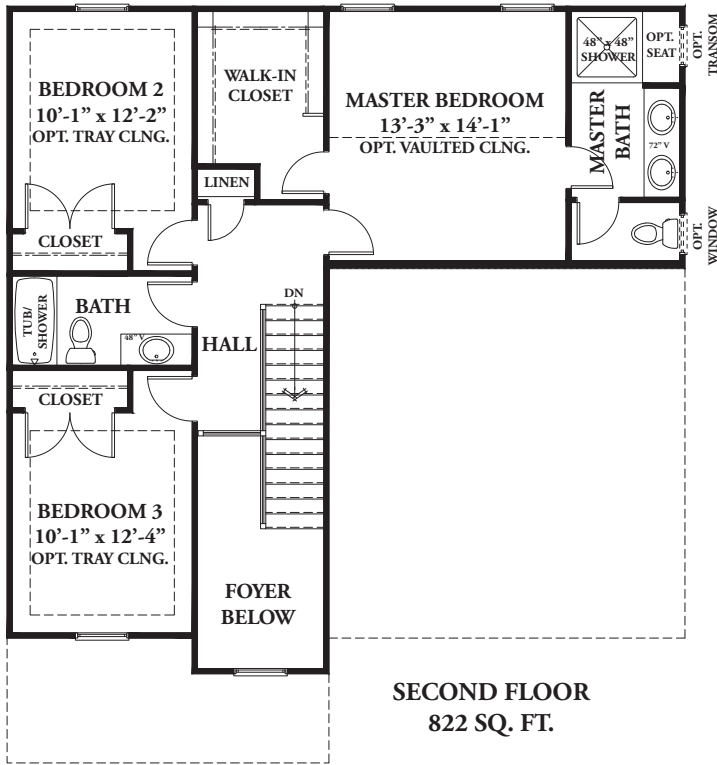 BEDROOM 2
10’-1” x 12’-2”
OPT. TRAY CLNG.
WALK-IN
CLOSET
MASTER BEDROOM
13’-3” x 14’-1”
OPT. VAULTED CLNG.
48” x 48”
SHOWER
OPT.
SEAT
OPT.
TRANSOM
MASTER
BATH
72” V
LINEN
CLOSET
OPT.
WINDOW
TUB/
SHOWER
BATH
48” V
HALL
DN
CLOSET
BEDROOM 3
10’-1” x 12’-4”
OPT. TRAY CLNG.
FOYER
BELOW
SECOND FLOOR
822 SQ. FT.